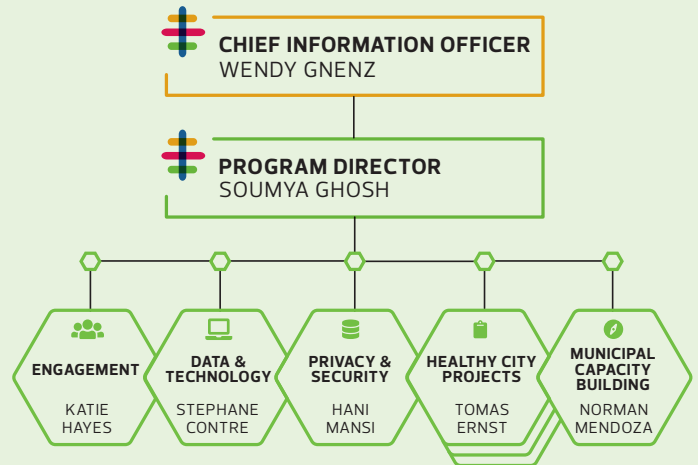 CHIEF INFORMATION OFFICER
WENDY GNENZ
PROGRAM DIRECTOR
SOUMYA GHOSH
ENGAGEMENT
KATIE
HAYES
DATA &
TECHNOLOGY
STEPHANE
CONTRE
PRIVACY &
SECURITY
HANI
MANSI
HEALTHY CITY
PROJECTS
TOMAS
ERNST
MUNICIPAL
CAPACITY
BUILDING
NORMAN
MENDOZA